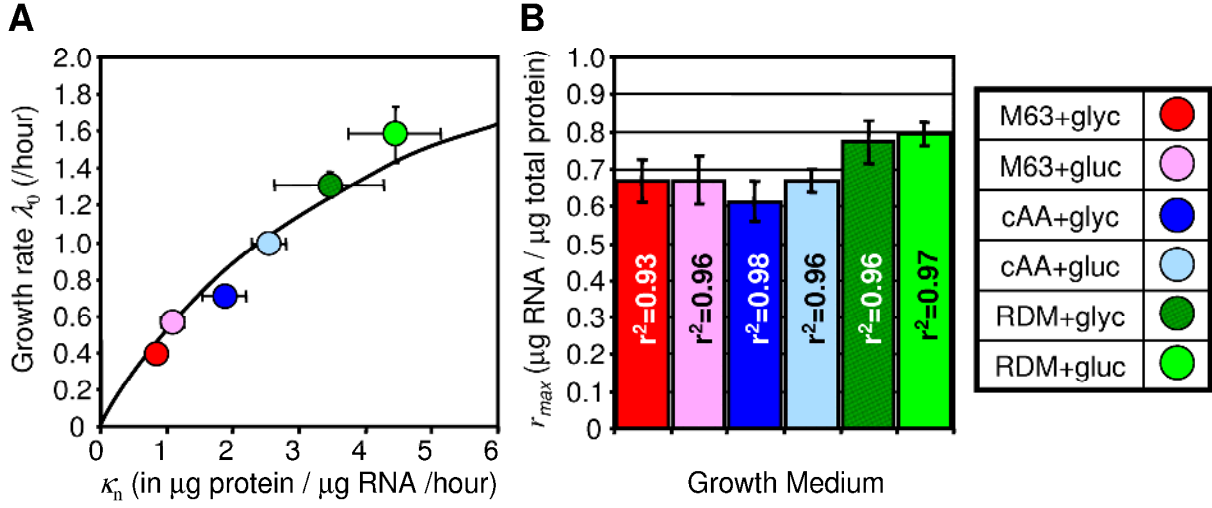 A
Growth rate λ₀ (/hour)
2.0
1.8
1.6
1.4
1.2
1.0
0.8
0.6
0.4
0.2
0
0 1 2 3 4 5 6
κₙ (in µg protein / µg RNA /hour)
B
r_max (µg RNA / µg total protein)
1.0
0.9
0.8
0.7
0.6
0.5
0.4
0.3
0.2
0.1
0
r²=0.93
r²=0.96
r²=0.98
r²=0.96
r²=0.96
r²=0.97
Growth Medium
M63+glyc
M63+gluc
cAA+glyc
cAA+gluc
RDM+glyc
RDM+gluc